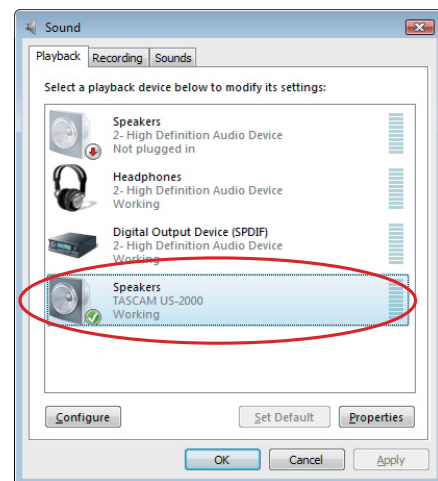 Sound
Playback Recording Sounds
Select a playback device below to modify its settings:
Speakers
2- High Definition Audio Device
Not plugged in
Headphones
2- High Definition Audio Device
Working
Digital Output Device (SPDIF)
2- High Definition Audio Device
Working
Speakers
TASCAM US-2000
Working
Configure Set Default Properties
OK Cancel Apply